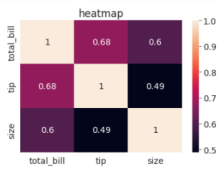 heatmap
total_bill 1 0.68 0.6
tip 0.68 1 0.49
size 0.6 0.49 1
total_bill tip size
1.0
0.9
0.8
0.7
0.6
0.5